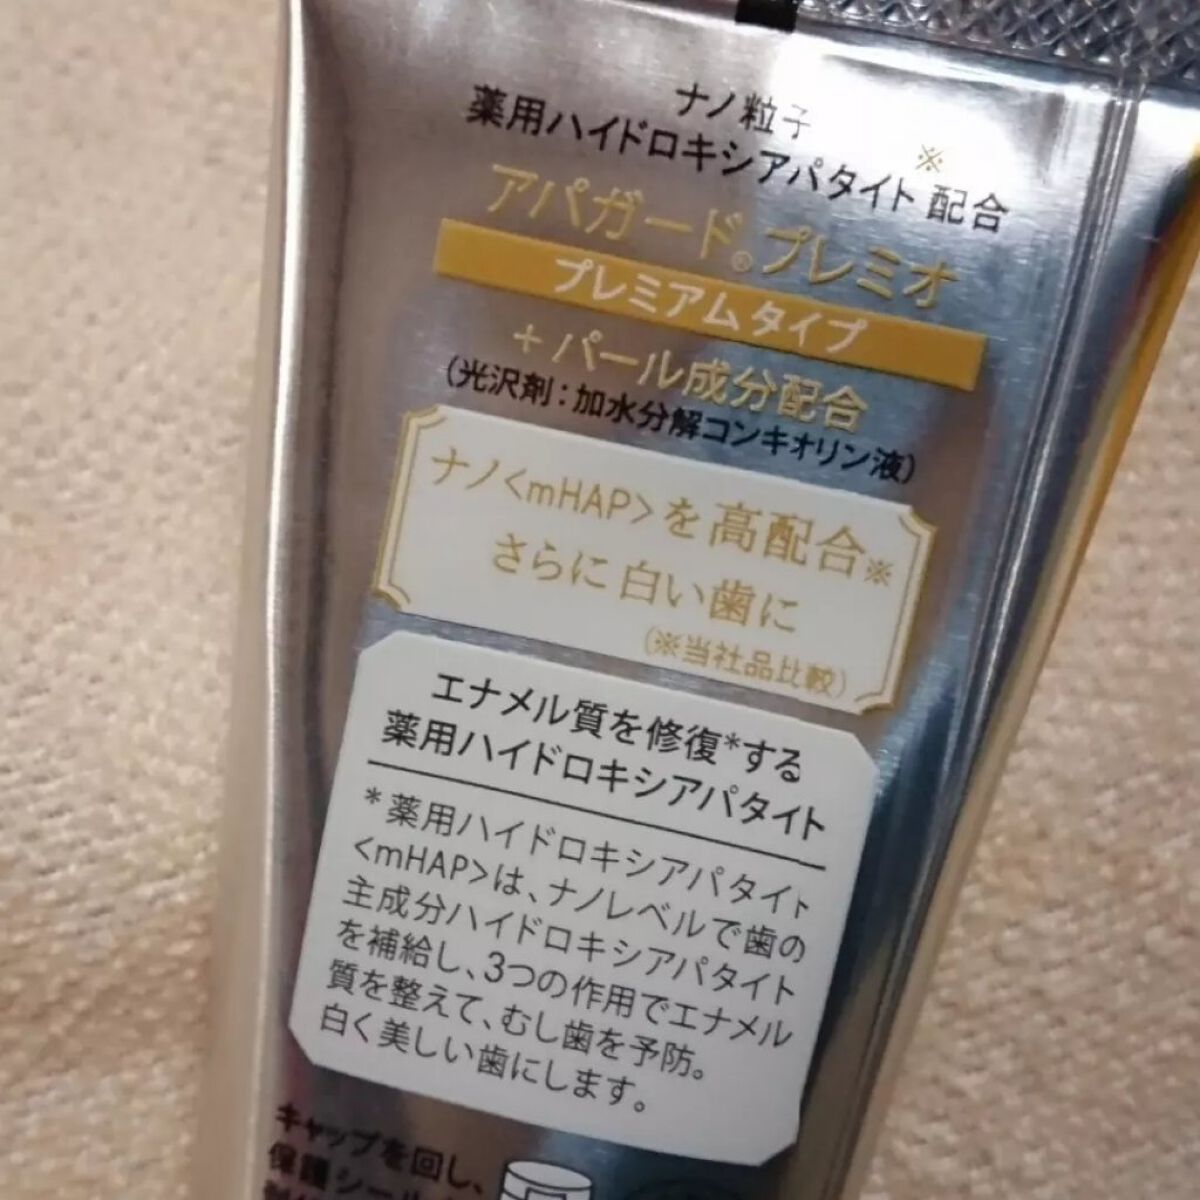 ナノ粒子
薬用ハイドロキシアパタイト※配合
アパガード®プレミオ
プレミアムタイプ
+パール成分配合
(光沢剤:加水分解コンキオリン液)
ナノ<mHAP>を高配合※
さらに白い歯に
(※当社品比較)
エナメル質を修復*する
薬用ハイドロキシアパタイト
*薬用ハイドロキシアパタイト
<mHAP>は、ナノレベルで歯の
主成分ハイドロキシアパタイト
を補給し、3つの作用でエナメル
質を整えて、むし歯を予防。
白く美しい歯にします。
キャップを回し、
保護シール